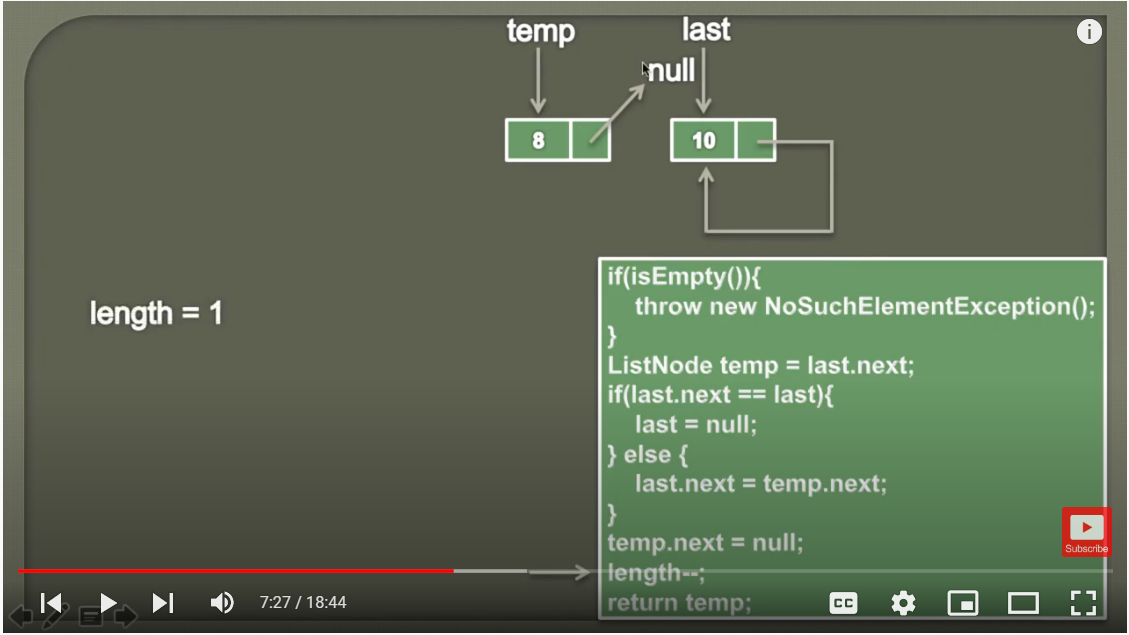 temp
last
null
8
10
length = 1
if(isEmpty()){
throw new NoSuchElementException();
}
ListNode temp = last.next;
if(last.next == last){
last = null;
} else {
last.next = temp.next;
}
temp.next = null;
length--;
return temp;
Subscribe
7:27 / 18:44
CC
i